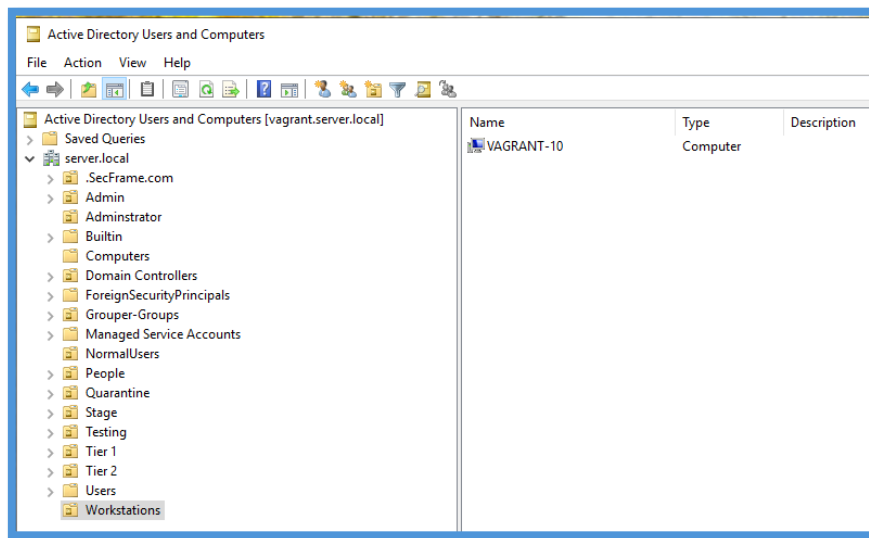 Active Directory Users and Computers
File Action View Help
Active Directory Users and Computers [vagrant.server.local]
Saved Queries
server.local
.SecFrame.com
Admin
Adminstrator
Builtin
Computers
Domain Controllers
ForeignSecurityPrincipals
Grouper-Groups
Managed Service Accounts
NormalUsers
People
Quarantine
Stage
Testing
Tier 1
Tier 2
Users
Workstations
Name Type Description
VAGRANT-10 Computer